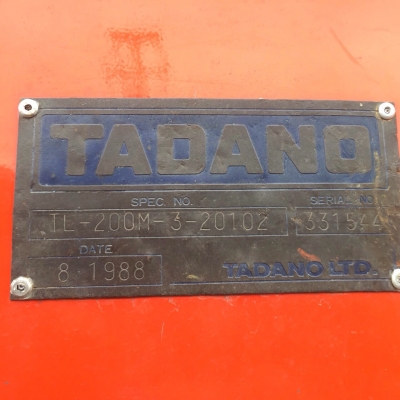 TADANO
SPEC. NO. SERIAL NO.
TL-200M-3-20102 331544
DATE
8 1988 TADANO LTD.